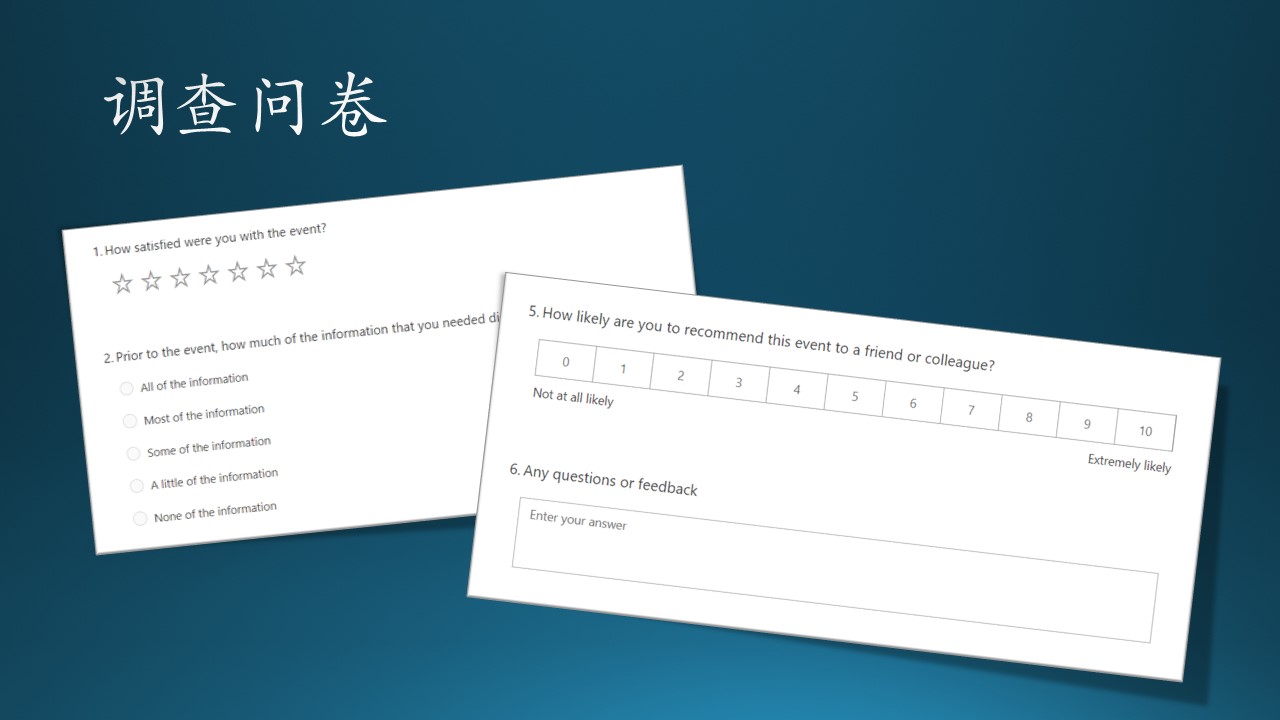 调查问卷
1. How satisfied were you with the event?
2. Prior to the event, how much of the information that you needed
All of the information
Most of the information
Some of the information
A little of the information
None of the information
5. How likely are you to recommend this event to a friend or colleague?
0 1 2 3 4 5 6 7 8 9 10
Not at all likely
Extremely likely
6. Any questions or feedback
Enter your answer